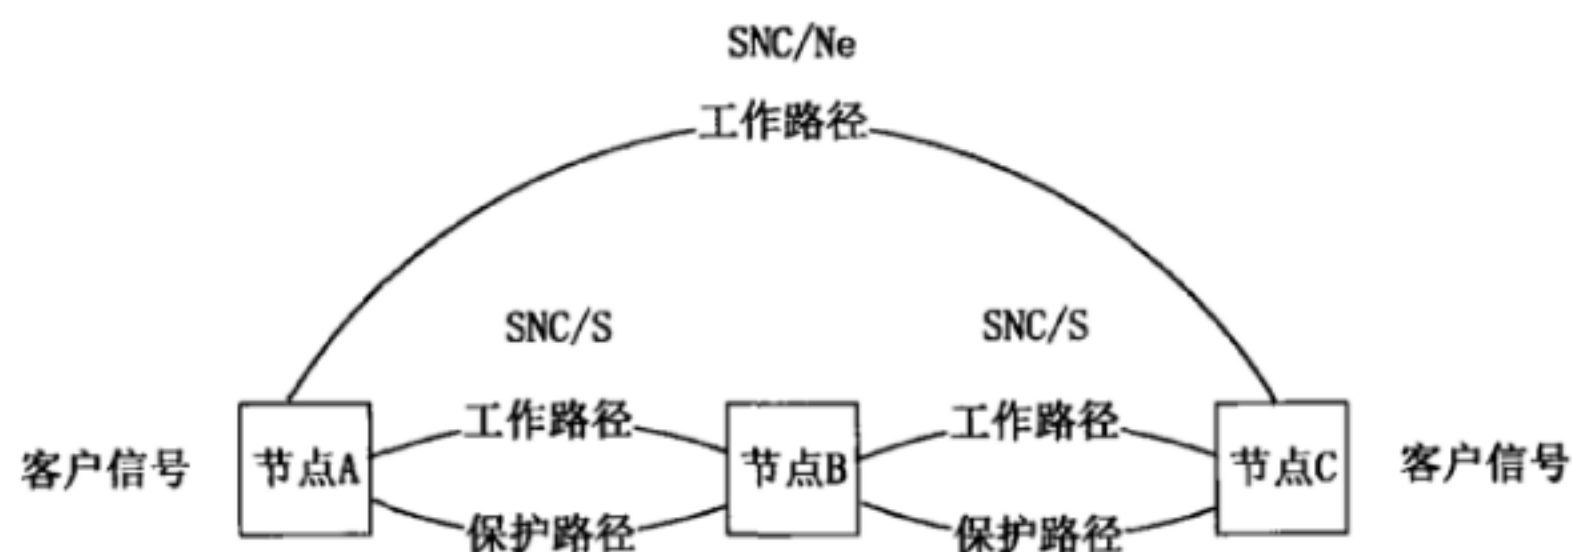 SNC/Ne
工作路径
SNC/S SNC/S
工作路径 工作路径
客户信号 节点A 节点B 节点C 客户信号
保护路径 保护路径